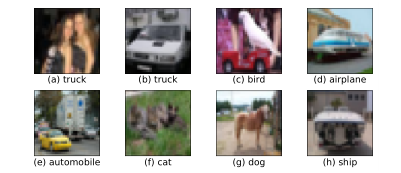 (a) truck
(b) truck
(c) bird
(d) airplane
(e) automobile
(f) cat
(g) dog
(h) ship